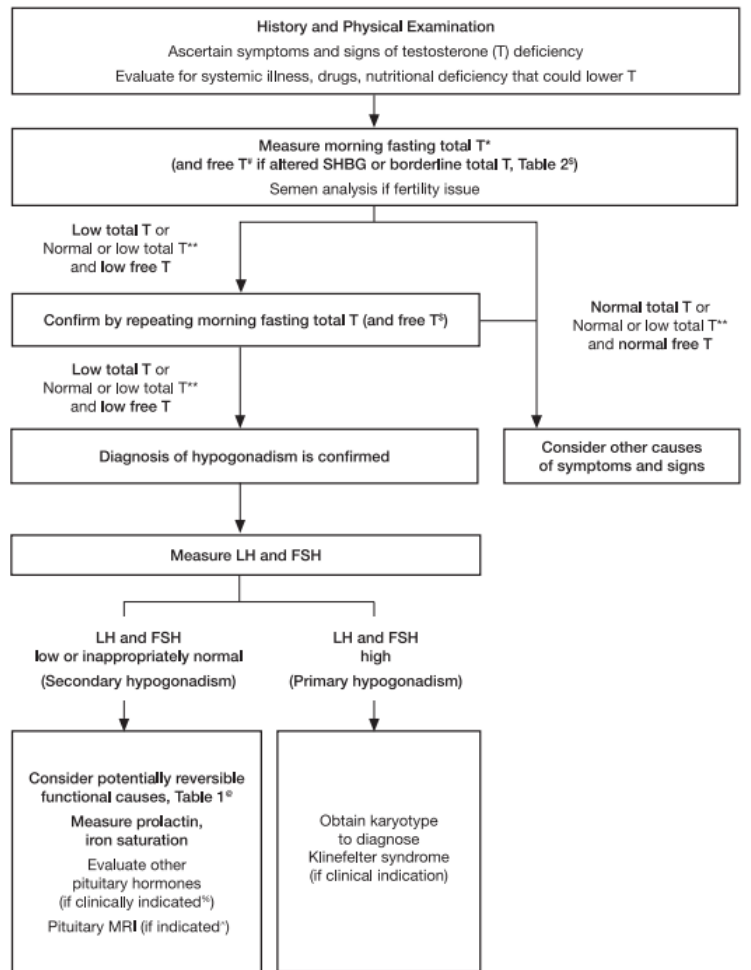 History and Physical Examination
Ascertain symptoms and signs of testosterone (T) deficiency
Evaluate for systemic illness, drugs, nutritional deficiency that could lower T
Measure morning fasting total T*
(and free T¥ if altered SHBG or borderline total T, Table 2$)
Semen analysis if fertility issue
Low total T or
Normal or low total T**
and low free T
Normal total T or
Normal or low total T**
and normal free T
Confirm by repeating morning fasting total T (and free T$)
Low total T or
Normal or low total T**
and low free T
Diagnosis of hypogonadism is confirmed
Consider other causes
of symptoms and signs
Measure LH and FSH
LH and FSH
low or inappropriately normal
(Secondary hypogonadism)
LH and FSH
high
(Primary hypogonadism)
Consider potentially reversible
functional causes, Table 1@
Measure prolactin,
iron saturation
Evaluate other
pituitary hormones
(if clinically indicated%)
Pituitary MRI (if indicated^)
Obtain karyotype
to diagnose
Klinefelter syndrome
(if clinical indication)